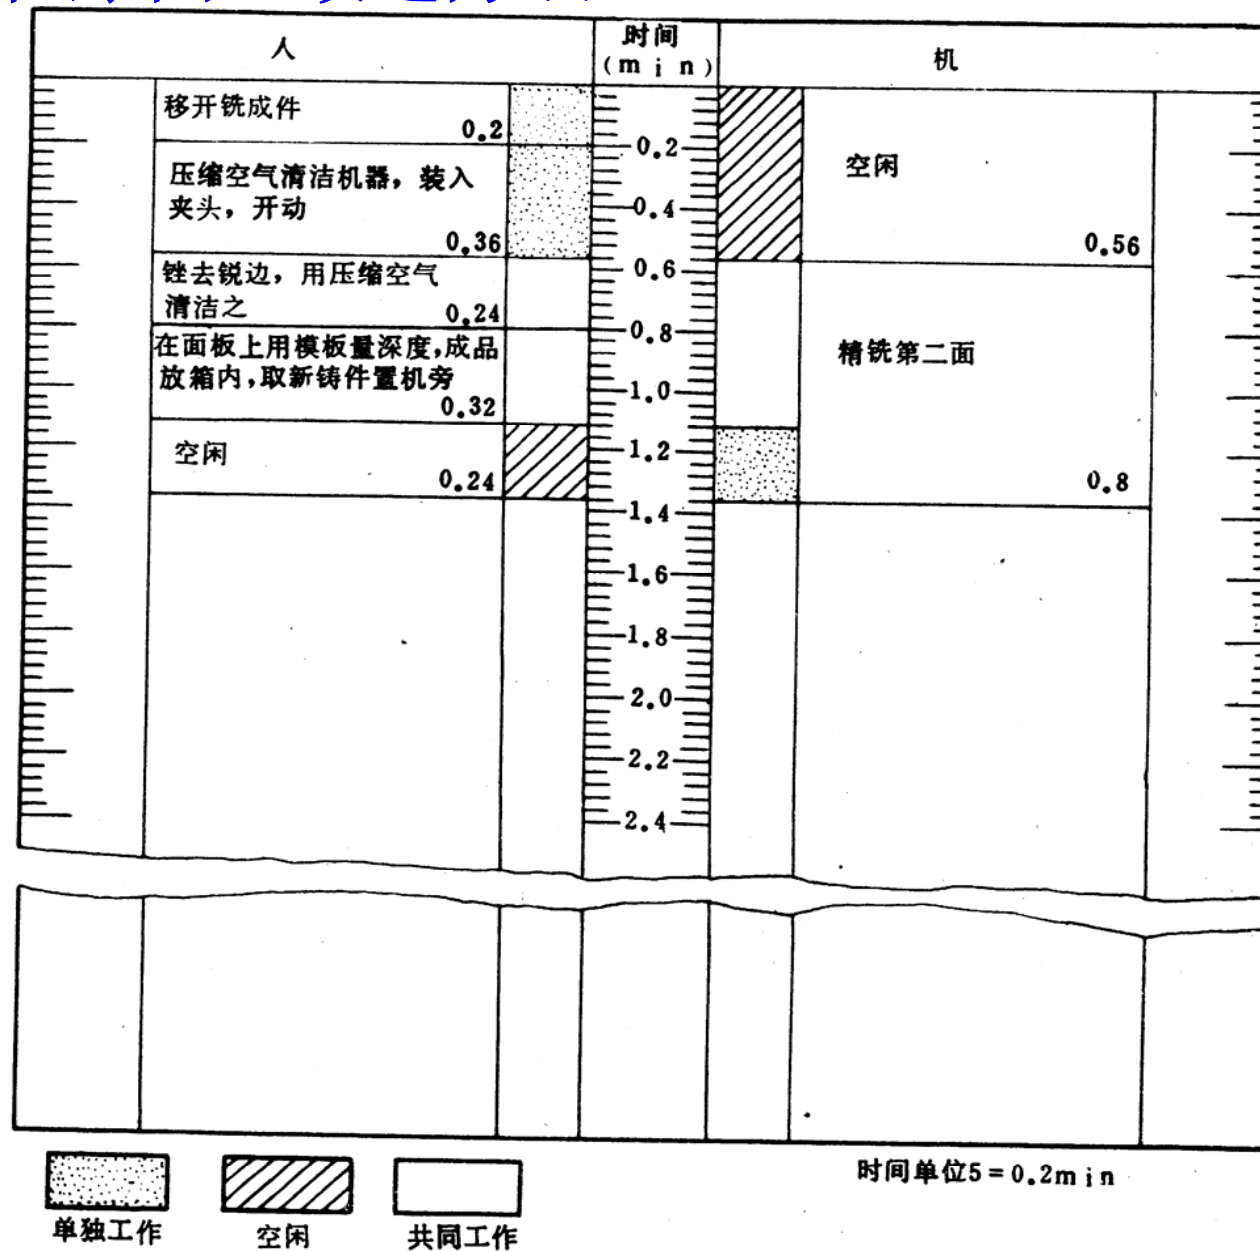 人
时间
(min)
机
移开铣成件
0.2
压缩空气清洁机器，装入
夹头，开动
0.36
锉去锐边，用压缩空气
清洁之
0.24
在面板上用模板量深度，成品
放箱内，取新铸件置机旁
0.32
空闲
0.24
0.2
0.4
0.6
0.8
1.0
1.2
1.4
1.6
1.8
2.0
2.2
2.4
空闲
0.56
精铣第二面
0.8
单独工作
空闲
共同工作
时间单位5=0.2min